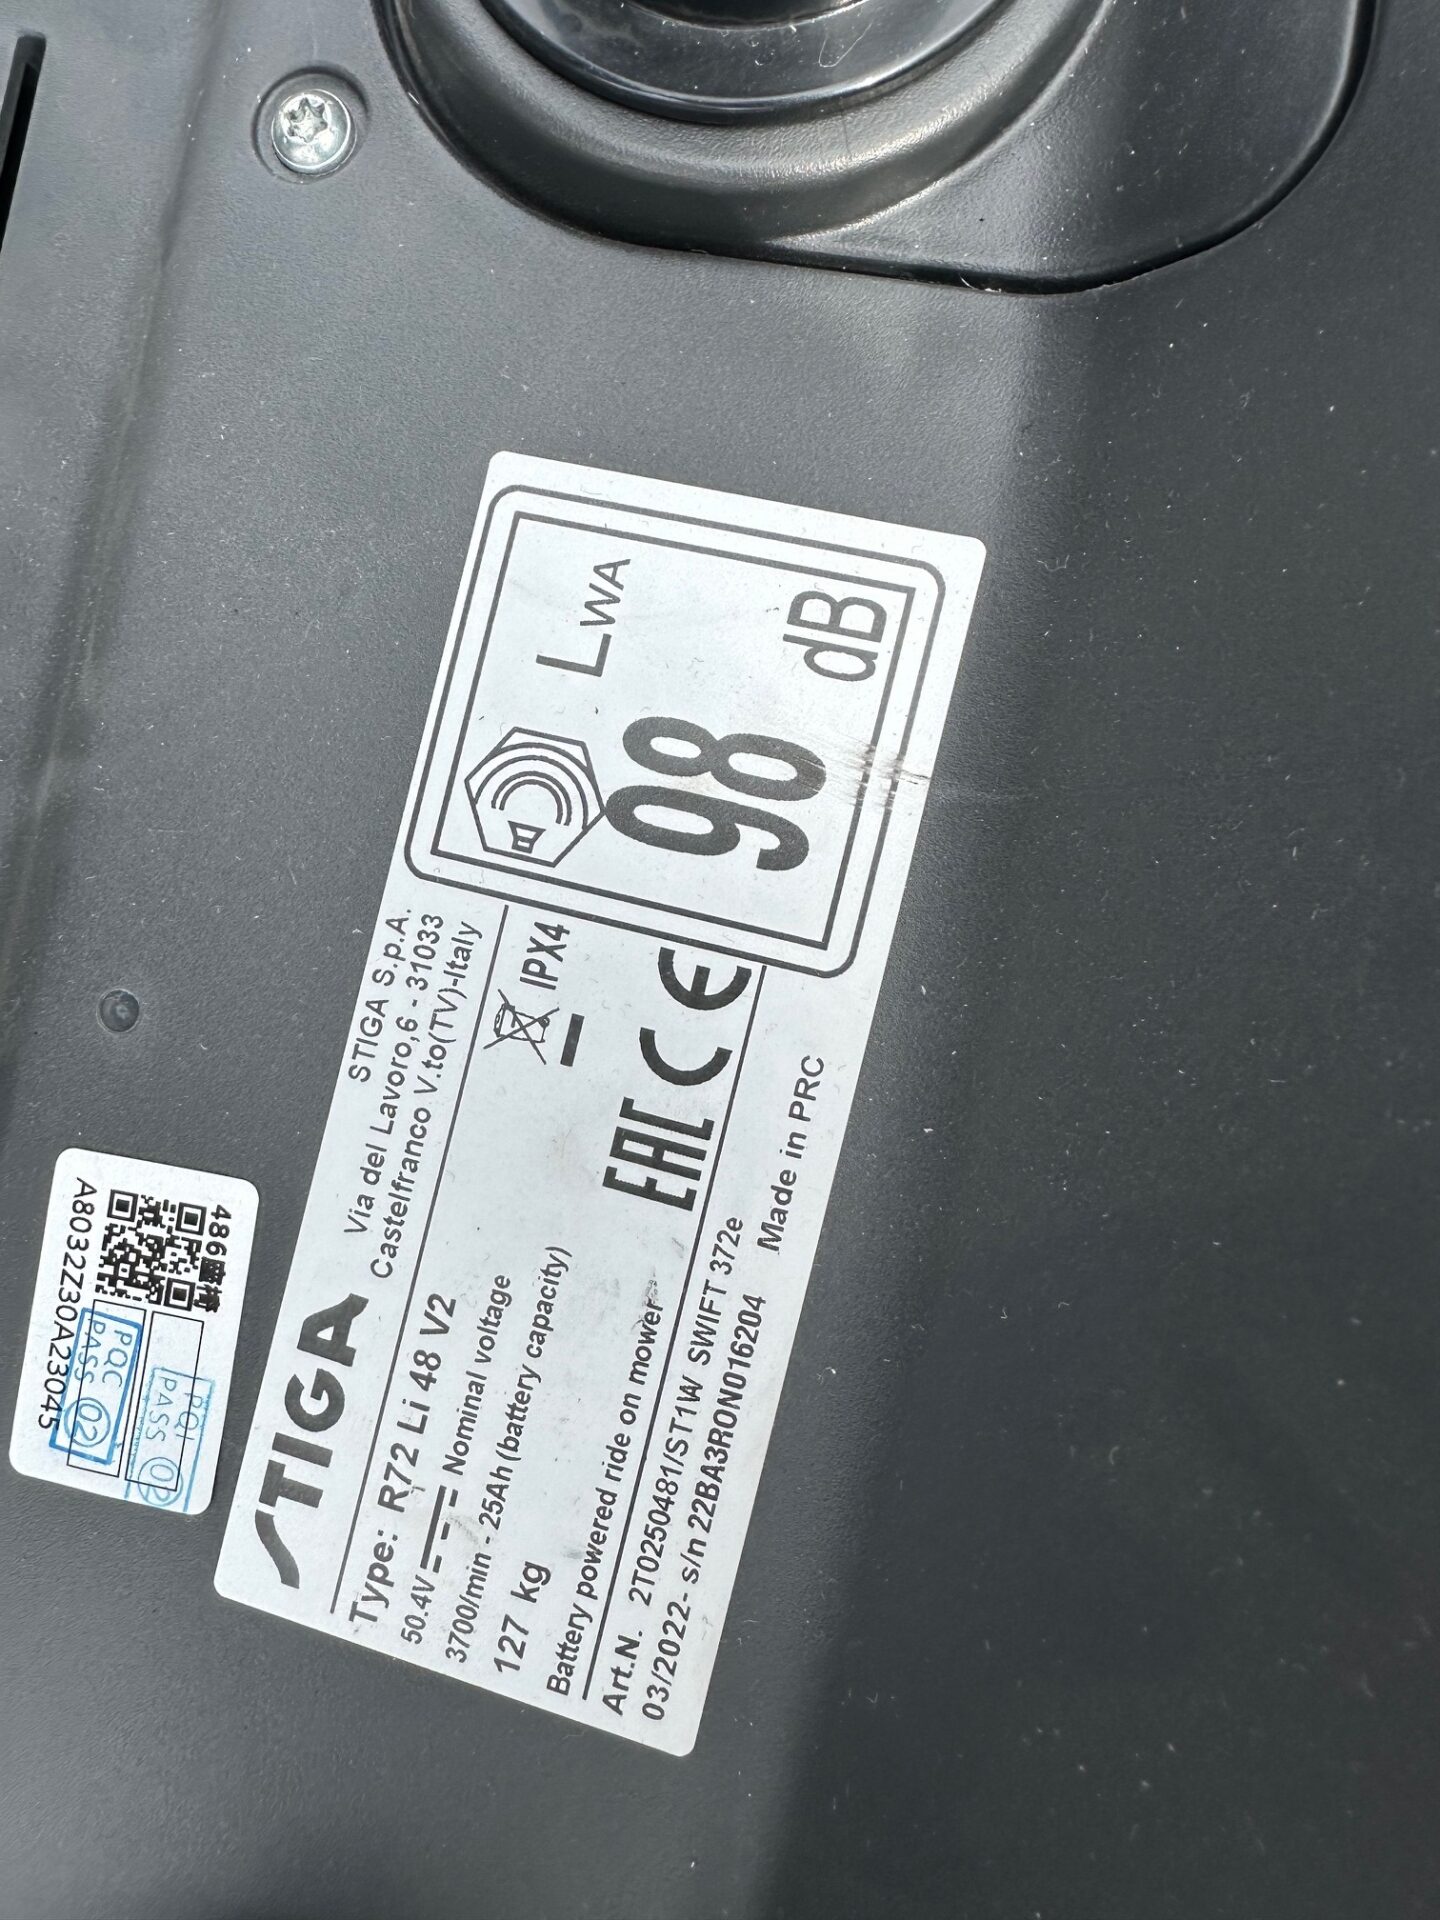 STIGA
STIGA S.p.A.
Via del Lavoro,6 - 31033
Castelfranco V.to(TV)-Italy
Type: R72 Li 48 V2
50.4V Nominal voltage
3700/min - 25Ah(battery capacity)
127 kg
IPX4
Battery powered ride on mower
EAC CE
Art.N. 2T0250481/ST1W SWIFT 372e
03/2022- s/n 22BA3RON016204
Made in PRC
LWA
98
dB
A8032Z30A23045
PQC
PASS 02
PQI
PASS 02